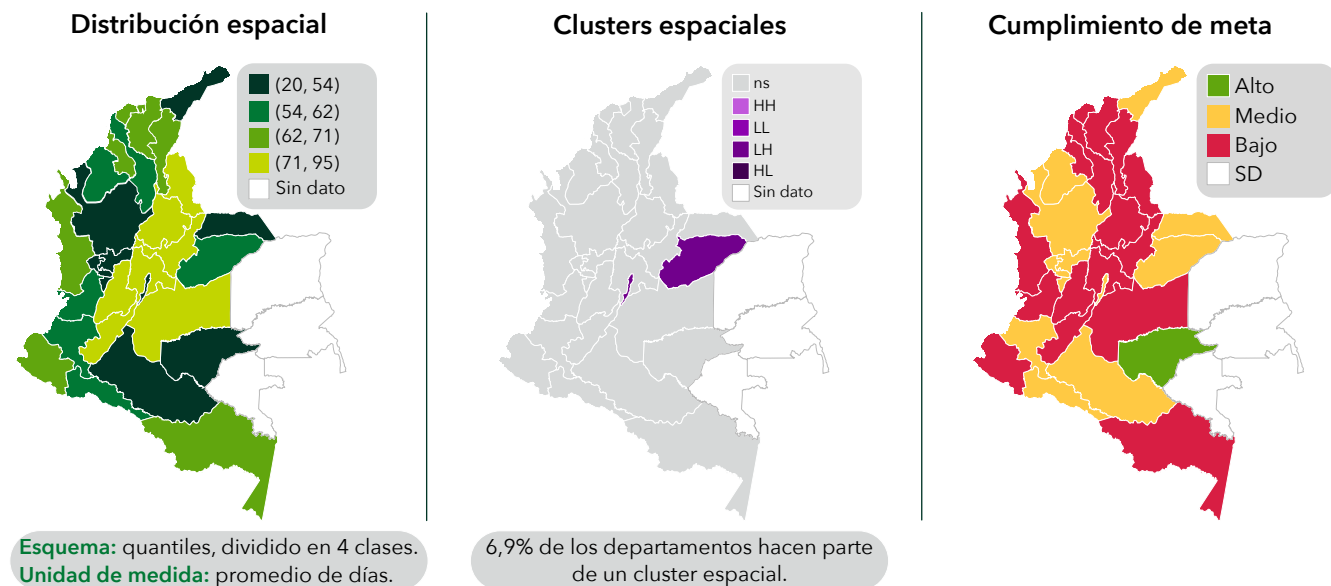 Distribución espacial
(20, 54)
(54, 62)
(62, 71)
(71, 95)
Sin dato
Esquema: quantiles, dividido en 4 clases.
Unidad de medida: promedio de días.
Clusters espaciales
ns
HH
LL
LH
HL
Sin dato
6,9% de los departamentos hacen parte
de un cluster espacial.
Cumplimiento de meta
Alto
Medio
Bajo
SD